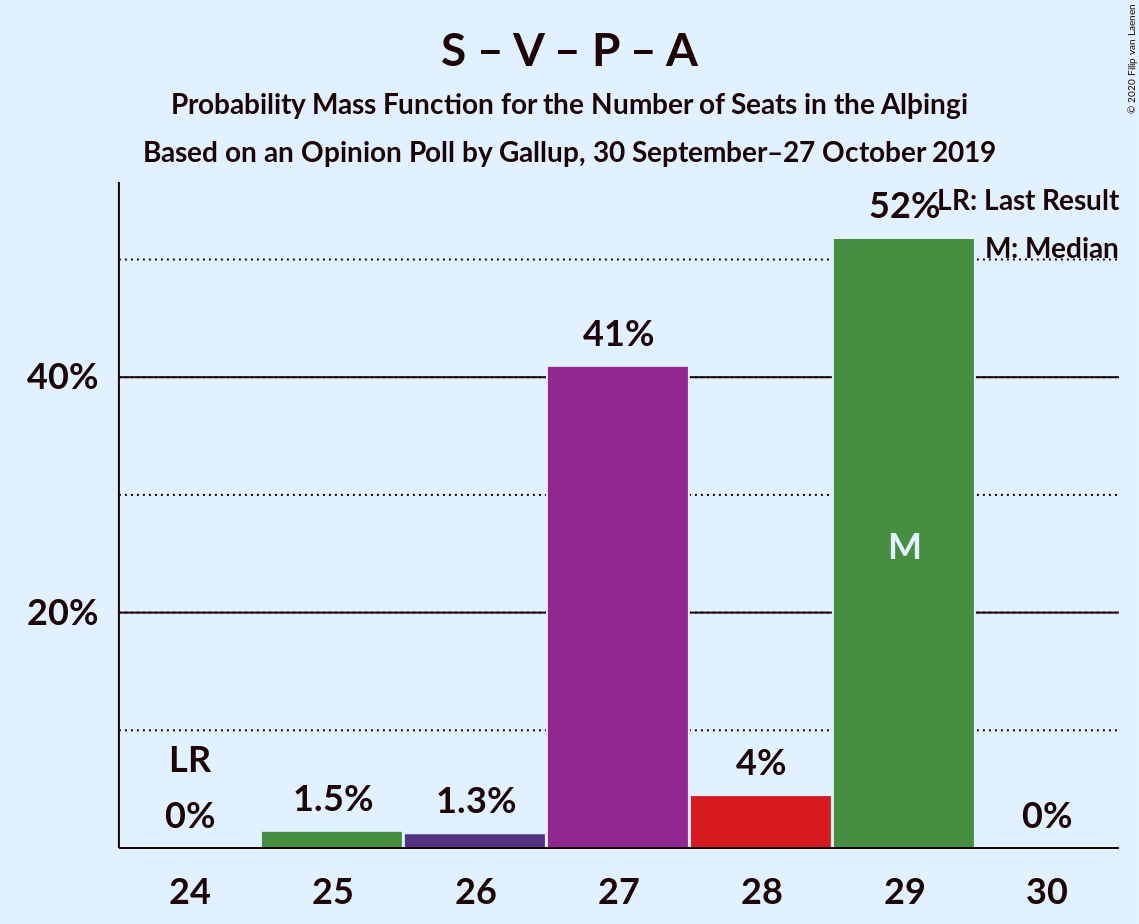 S – V – P – A
Probability Mass Function for the Number of Seats in the Alþingi
Based on an Opinion Poll by Gallup, 30 September–27 October 2019
© 2020 Filip van Laenen
LR: Last Result
M: Median
52%
41%
40%
M
20%
LR
4%
1.5%
1.3%
0%
0%
24 25 26 27 28 29 30